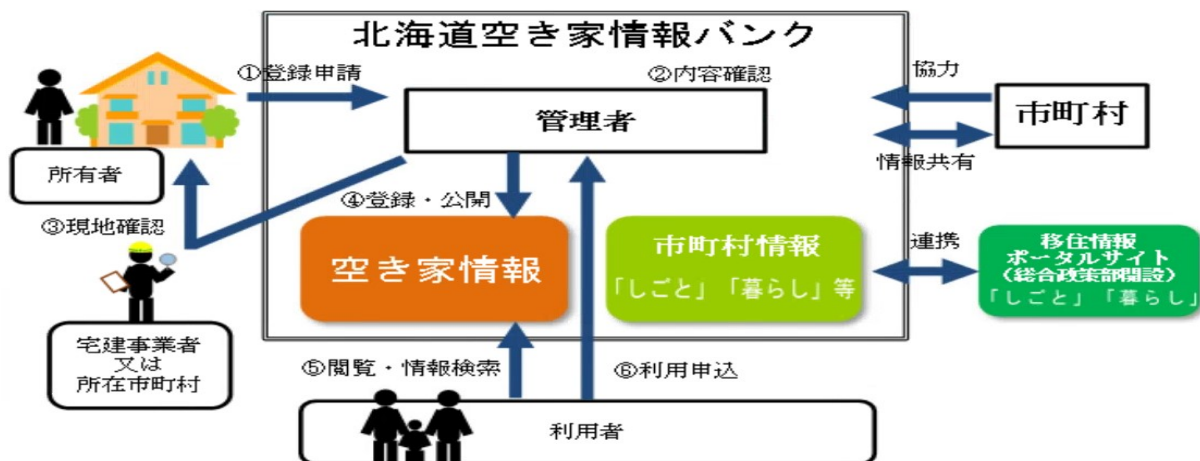 北海道空き家情報バンク
①登録申請
②内容確認
協力
管理者
市町村
所有者
情報共有
③現地確認
④登録・公開
空き家情報
市町村情報
「しごと」「暮らし」等
連携
移住情報
ポータルサイト
（総合政策部開設）
「しごと」「暮らし」
宅建事業者
又は
所在市町村
⑤閲覧・情報検索
⑥利用申込
利用者